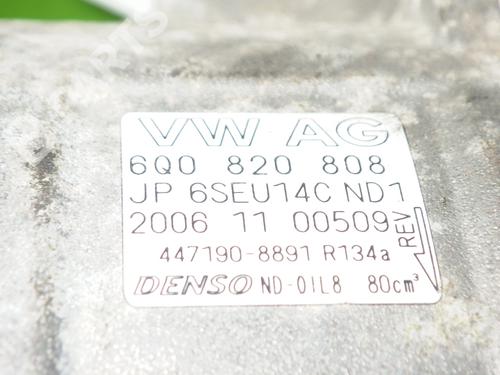 VW AG
6Q0 820 808
JP 6SEU14C ND1
2006 11 00509
REV
447190-8891 R134a
DENSO ND-OIL8 80cm³